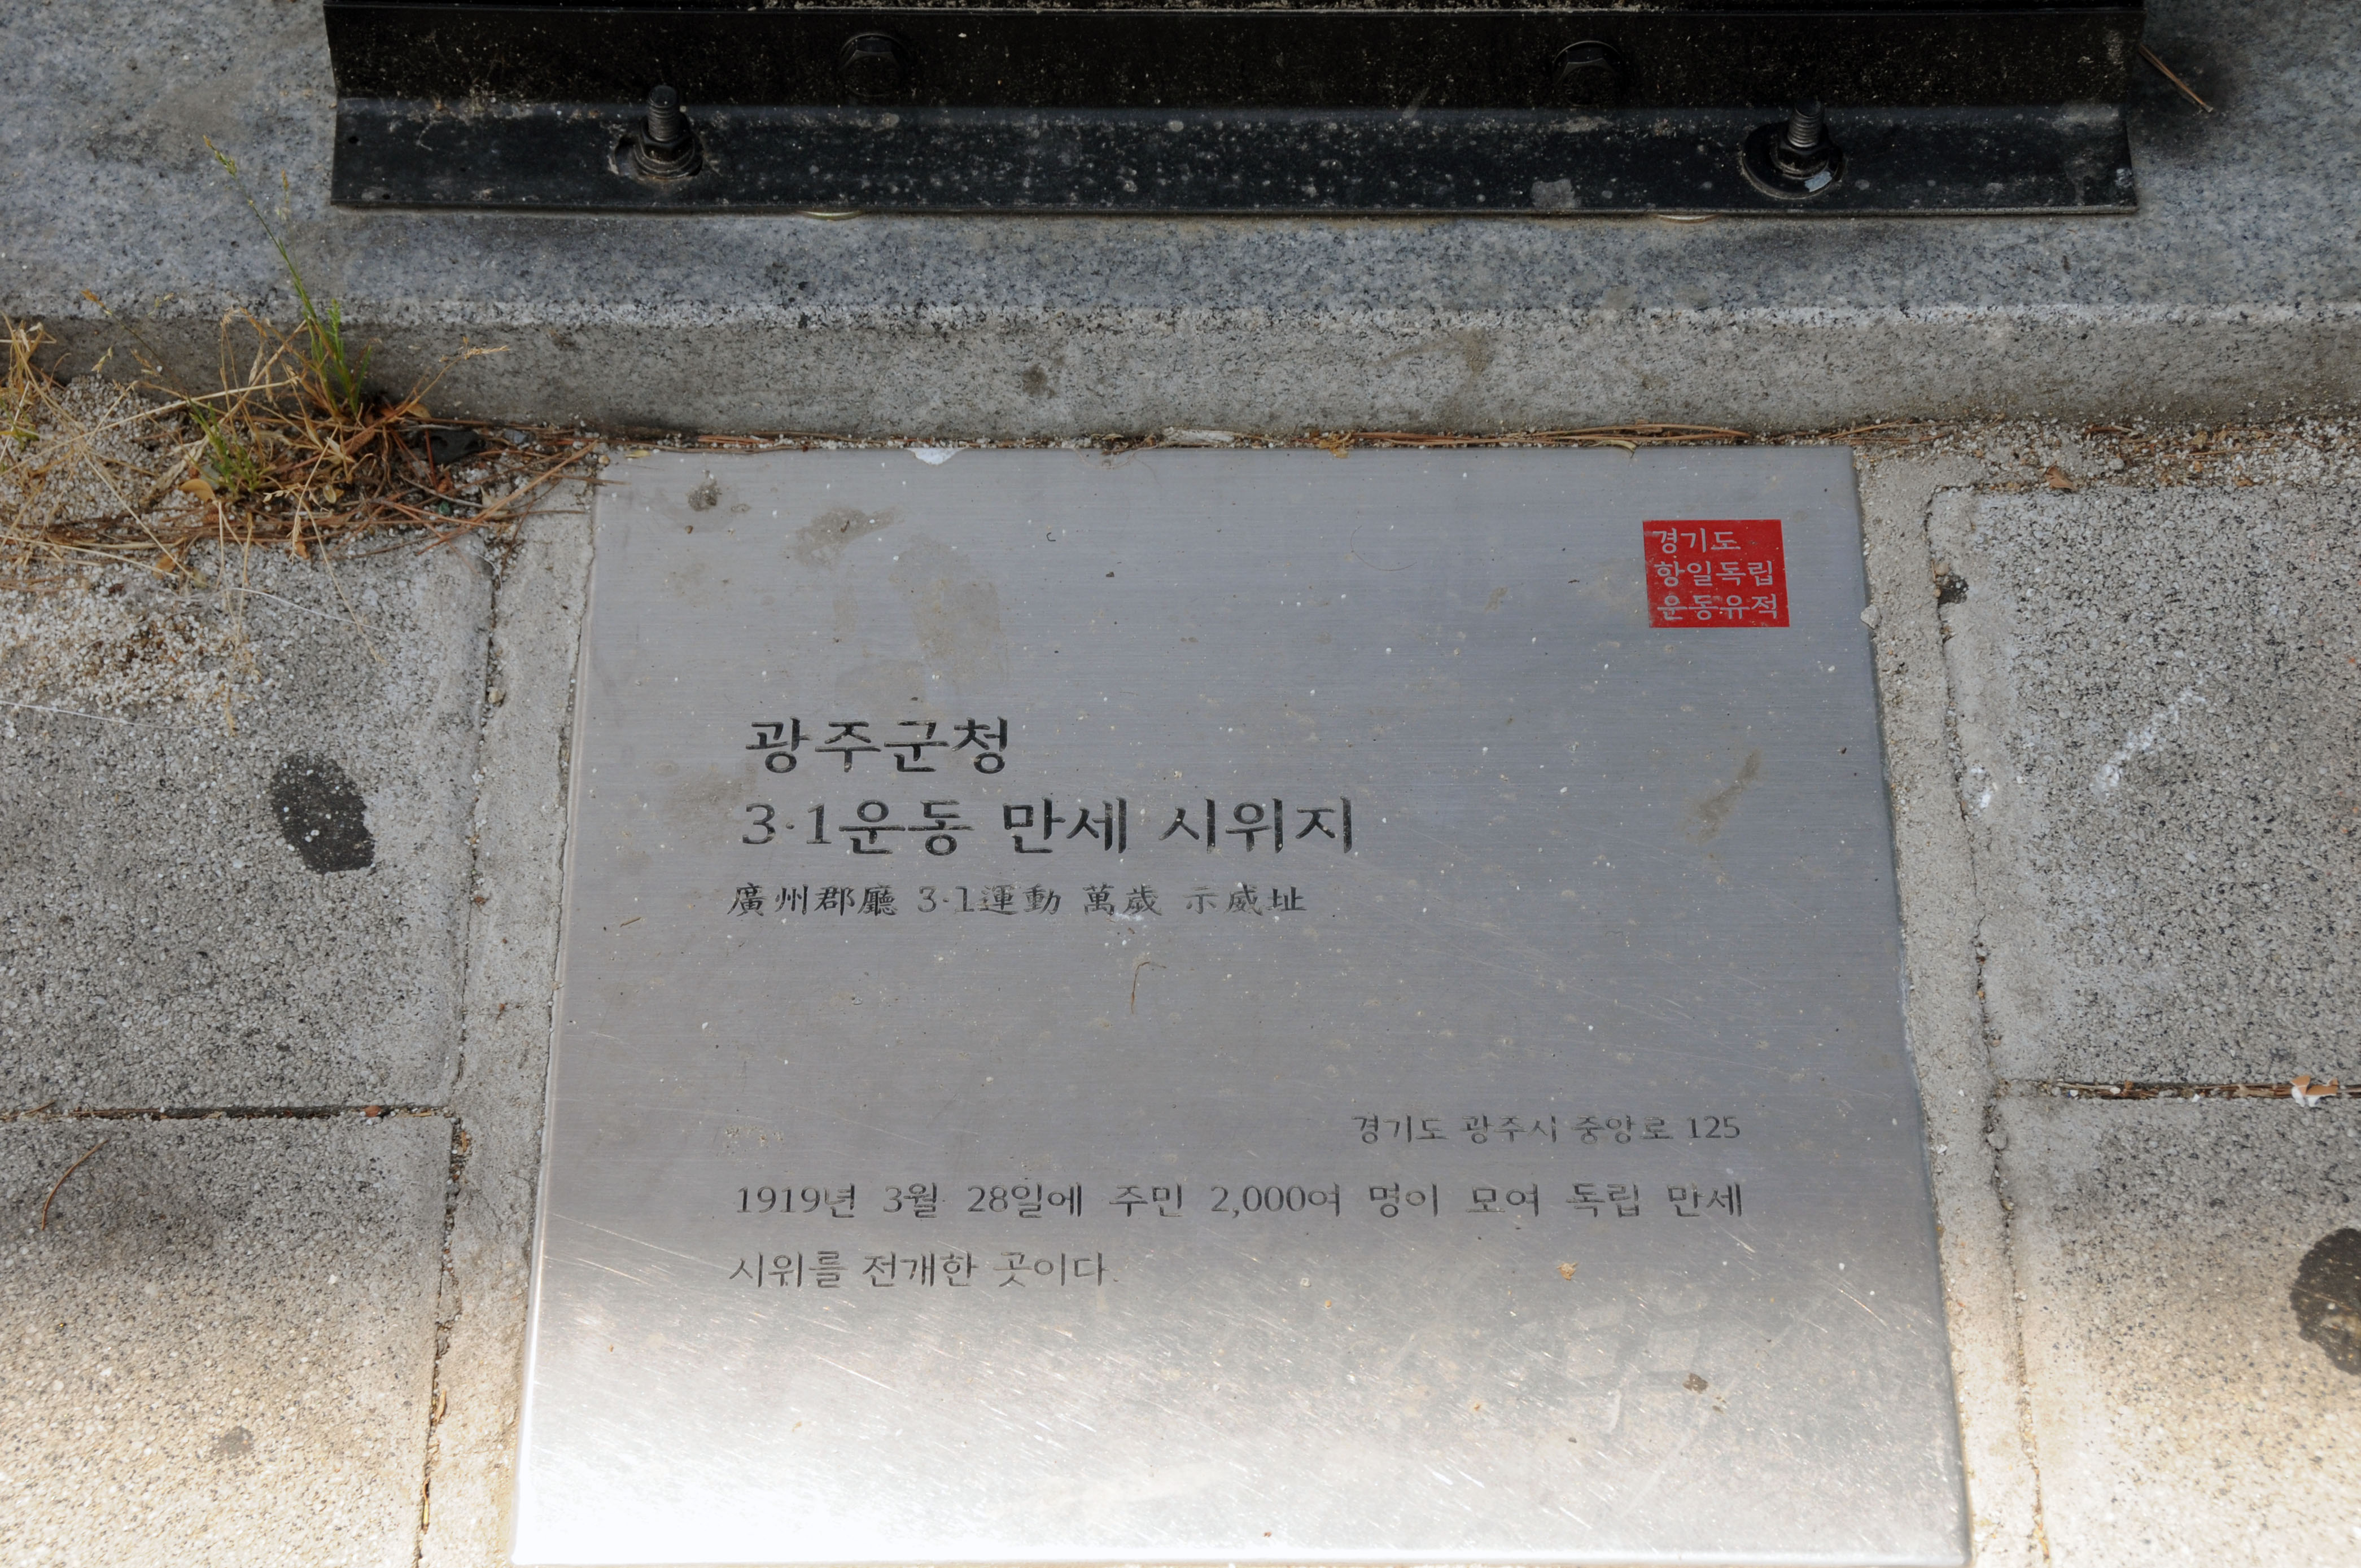 경기도
항일독립
운동유적
광주군청
3·1운동 만세 시위지
廣州郡廳 3·1運動 萬歲 示威址
경기도 광주시 중앙로 125
1919년 3월 28일에 주민 2,000여 명이 모여 독립 만세
시위를 전개한 곳이다.